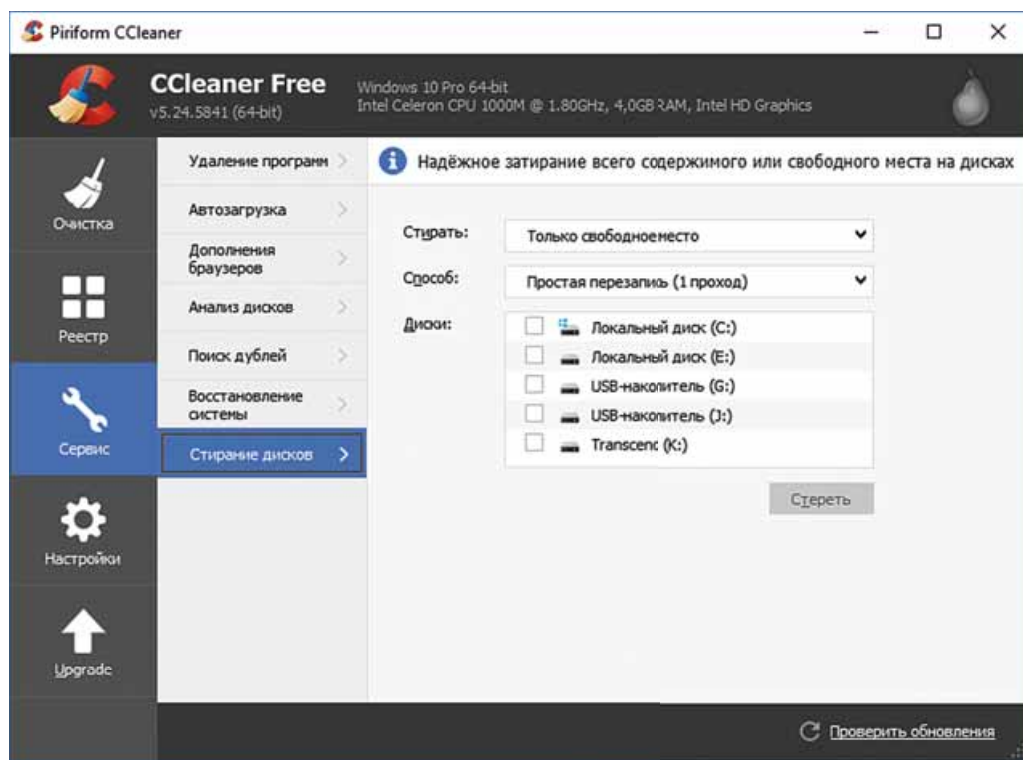 Piriform CCleaner
CCleaner Free
v5.24.5841 (64-bit)
Windows 10 Pro 64-bit
Intel Celeron CPU 1000M @ 1.80GHz, 4,0GB RAM, Intel HD Graphics
Очистка
Реестр
Сервис
Настройки
Upgrade
Удаление программ
Автозагрузка
Дополнения
браузеров
Анализ дисков
Поиск дублей
Восстановление
системы
Стирание дисков
Надёжное затирание всего содержимого или свободного места на дисках
Стирать:
Только свободное место
Способ:
Простая перезапись (1 проход)
Диски:
Локальный диск (C:)
Локальный диск (E:)
USB-накопитель (G:)
USB-накопитель (J:)
Transcend (K:)
Стереть
Проверить обновления